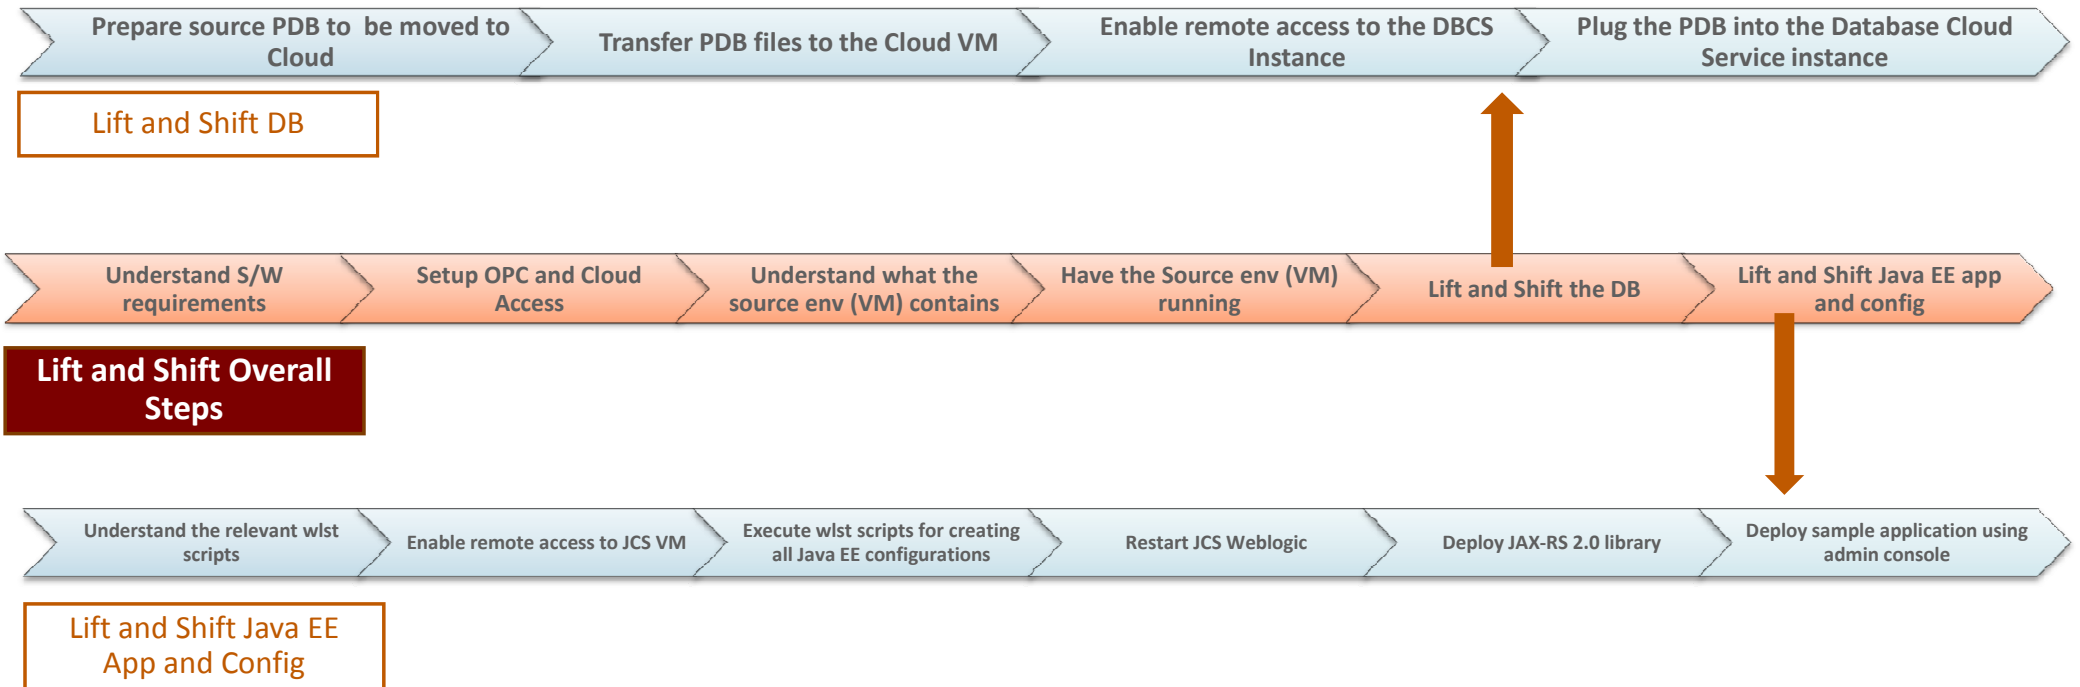 Prepare source PDB to be moved to
Cloud
Transfer PDB files to the Cloud VM
Enable remote access to the DBCS
Instance
Plug the PDB into the Database Cloud
Service instance
Lift and Shift DB
Understand S/W
requirements
Setup OPC and Cloud
Access
Understand what the
source env (VM) contains
Have the Source env (VM)
running
Lift and Shift the DB
Lift and Shift Java EE app
and config
Lift and Shift Overall
Steps
Understand the relevant wlst
scripts
Enable remote access to JCS VM
Execute wlst scripts for creating
all Java EE configurations
Restart JCS Weblogic
Deploy JAX-RS 2.0 library
Deploy sample application using
admin console
Lift and Shift Java EE
App and Config